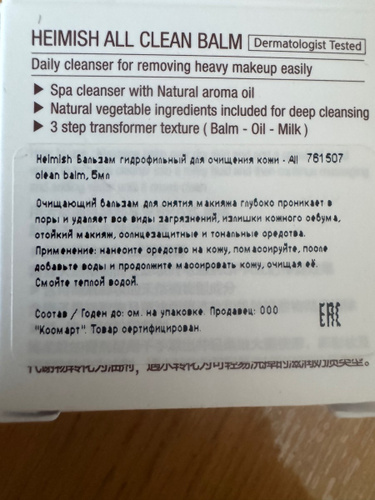 HEIMISH ALL CLEAN BALM Dermatologist Tested
Daily cleanser for removing heavy makeup easily
▶ Spa cleanser with Natural aroma oil
▶ Natural vegetable ingredients included for deep cleansing
▶ 3 step transformer texture ( Balm - Oil - Milk )
Heimish Бальзам гидрофильный для очищения кожи - All 761507
clean balm, 5мл
Очищающий бальзам для снятия макияжа глубоко проникает в
поры и удаляет все виды загрязнений, излишки кожного себума,
стойкий макияж, солнцезащитные и тональные средства.
Применение: нанесите средство на кожу, помассируйте, после
добавьте воды и продолжите массировать кожу, очищая её.
Смойте теплой водой.
Состав / Годен до: см. на упаковке. Продавец: ООО
"Космарт". Товар сертифицирован.
EAC